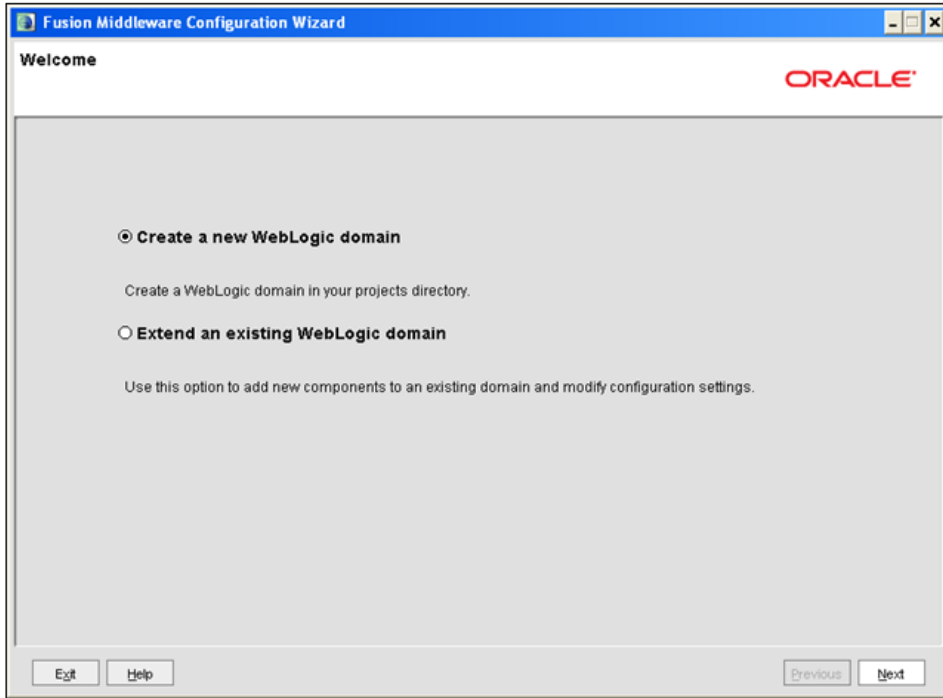 Fusion Middleware Configuration Wizard
Welcome
ORACLE
Create a new WebLogic domain
Create a WebLogic domain in your projects directory.
Extend an existing WebLogic domain
Use this option to add new components to an existing domain and modify configuration settings.
Exit
Help
Previous
Next